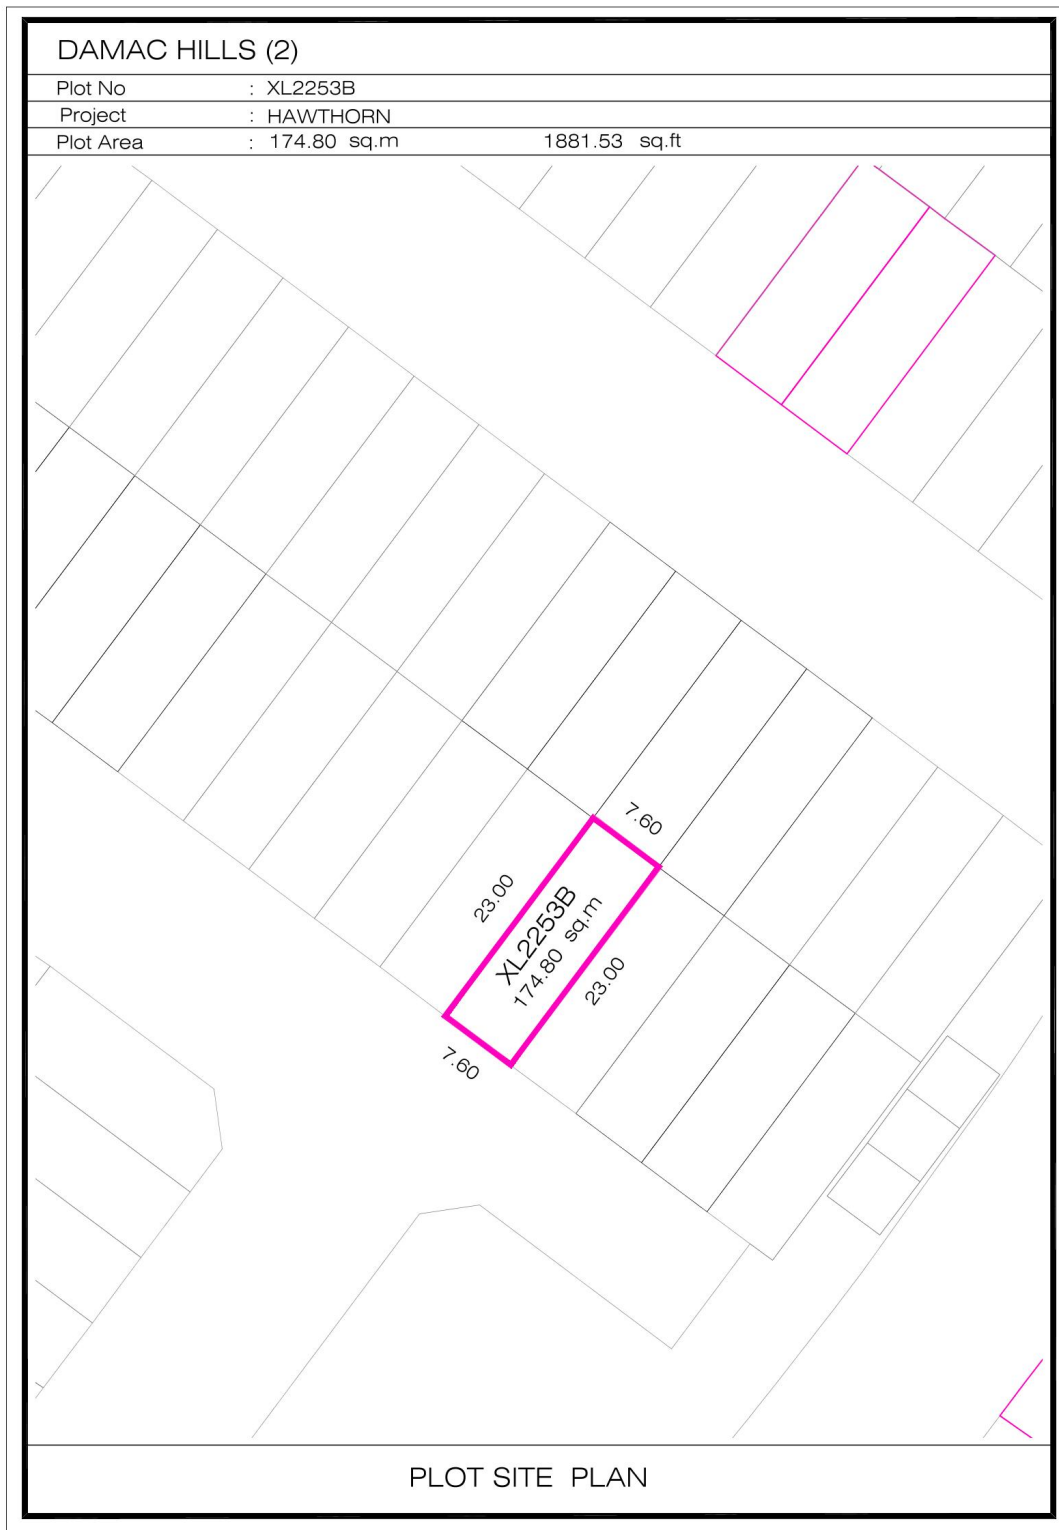 DAMAC HILLS (2)
Plot No : XL2253B
Project : HAWTHORN
Plot Area : 174.80 sq.m 1881.53 sq.ft
7.60
23.00
XL2253B
174.80 sq.m
23.00
7.60
PLOT SITE PLAN